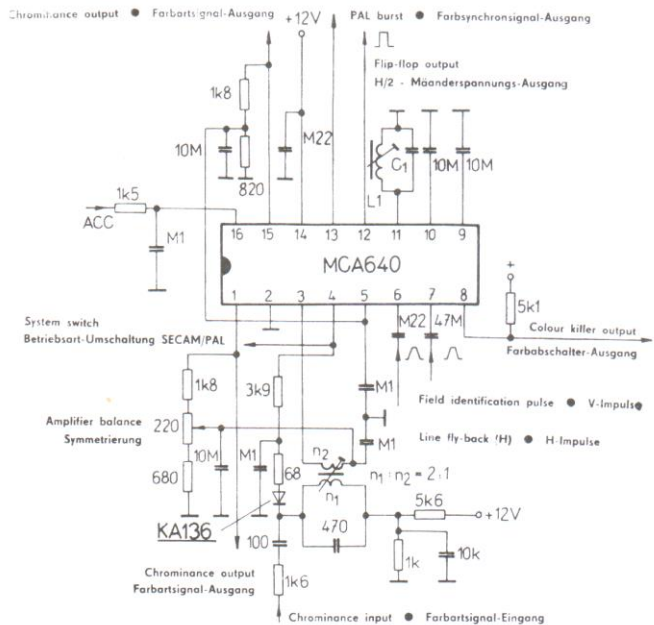 Chrominance output ● Farbartsignal-Ausgang
+12V
PAL burst ● Farbsynchronsignal-Ausgang
Flip-flop output
H/2 - Mäanderspannungs-Ausgang
1k8
10M
820
M22
C1
L1
10M
10M
1k5
ACC
M1
16 15 14 13 12 11 10 9
MCA640
1 2 3 4 5 6 7 8
+
5k1
System switch
Betriebsart-Umschaltung SECAM/PAL
M22
47M
Colour killer output
Farbabschalter-Ausgang
1k8
3k9
M1
Field identification pulse ● V-Impulse
Amplifier balance
Symmetrierung
220
10M
M1
68
n2
M1
Line fly-back (H) ● H-Impulse
n1 : n2 = 2:1
680
n1
KA136
470
5k6
+12V
100
1k
10k
Chrominance output
Farbartsignal-Ausgang
1k6
Chrominance input ● Farbartsignal-Eingang